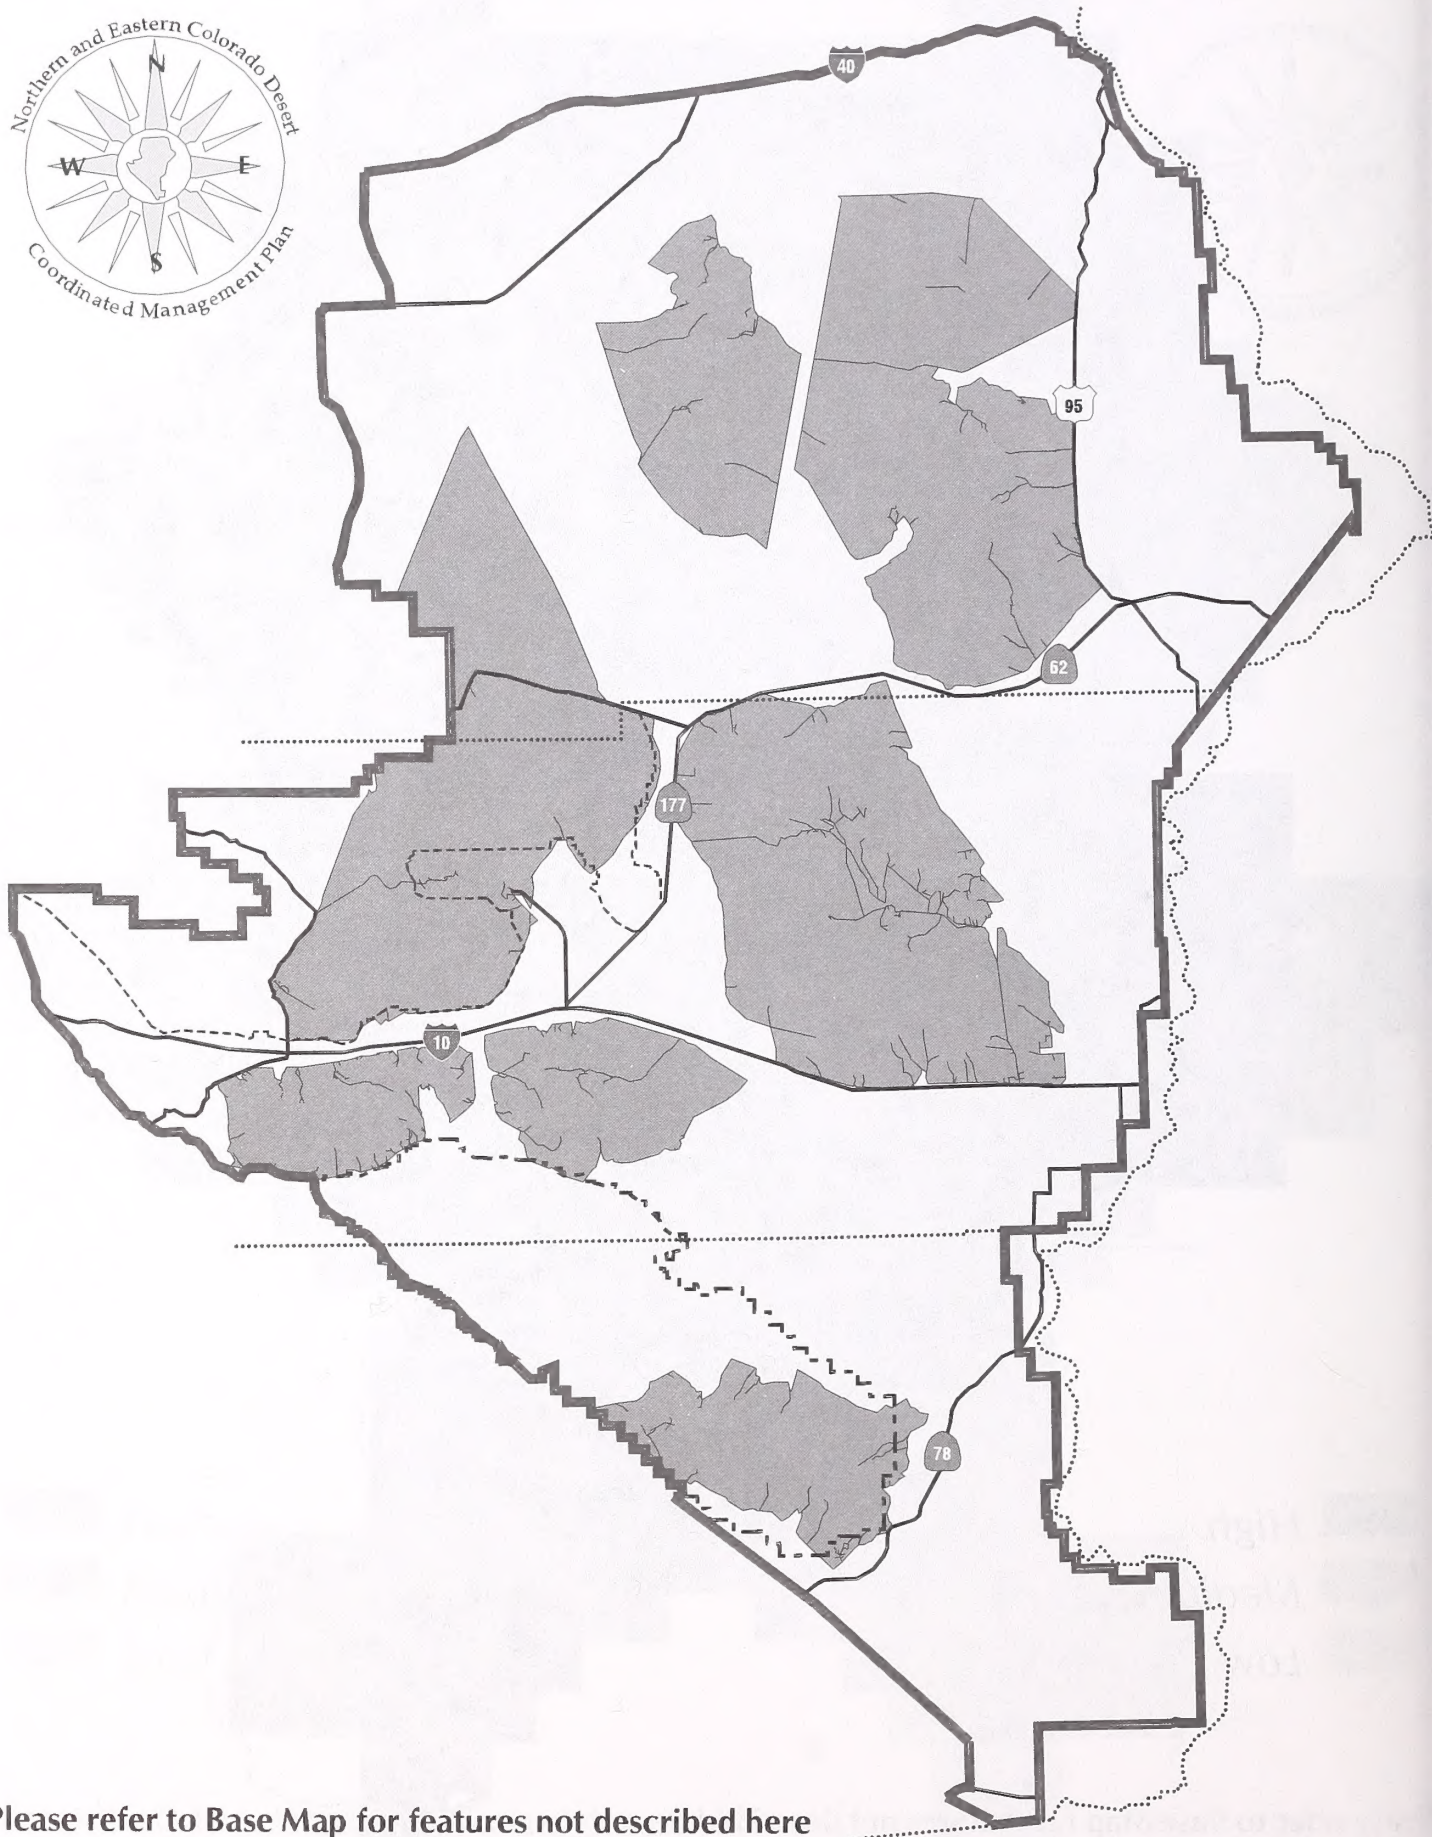 Northern and Eastern Colorado Desert
N
W
E
S
Coordinated Management Plan
40
95
62
177
10
78
Please refer to Base Map for features not described here